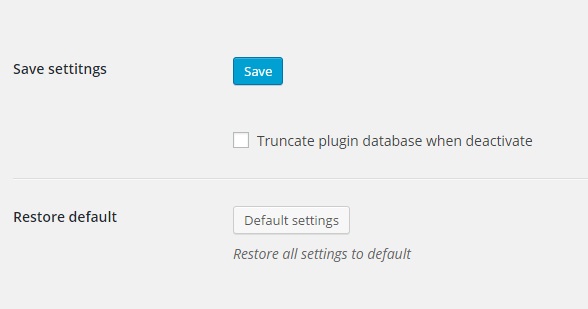 Save settitngs
Save
Truncate plugin database when deactivate
Restore default
Default settings
Restore all settings to default